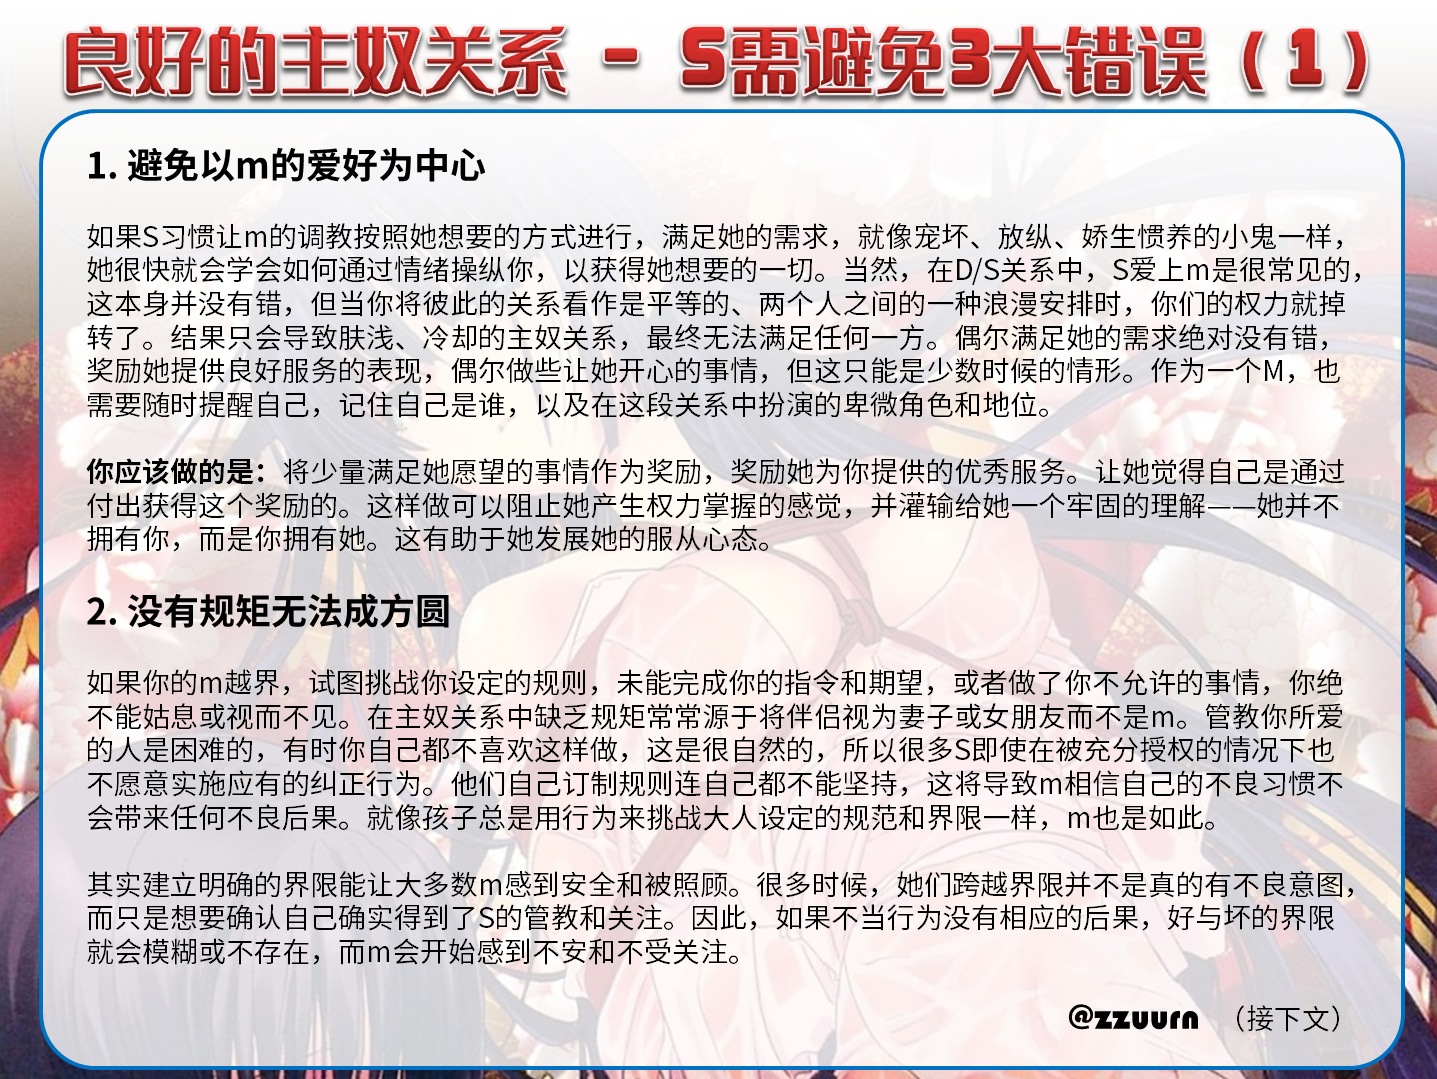 良好的主奴关系 - S需避免3大错误（1）
1. 避免以m的爱好为中心
如果S习惯让m的调教按照她想要的方式进行，满足她的需求，就像宠坏、放纵、娇生惯养的小鬼一样，
她很快就会学会如何通过情绪操纵你，以获得她想要的一切。当然，在D/S关系中，S爱上m是很常见的，
这本身并没有错，但当你将彼此的关系看作是平等的、两个人之间的一种浪漫安排时，你们的权力就掉
转了。结果只会导致肤浅、冷却的主奴关系，最终无法满足任何一方。偶尔满足她的需求绝对没有错，
奖励她提供良好服务的表现，偶尔做些让她开心的事情，但这只能是少数时候的情形。作为一个M，也
需要随时提醒自己，记住自己是谁，以及在这段关系中扮演的卑微角色和地位。
你应该做的是：将少量满足她愿望的事情作为奖励，奖励她为你提供的优秀服务。让她觉得自己是通过
付出获得这个奖励的。这样做可以阻止她产生权力掌握的感觉，并灌输给她一个牢固的理解——她并不
拥有你，而是你拥有她。这有助于她发展她的服从心态。
2. 没有规矩无法成方圆
如果你的m越界，试图挑战你设定的规则，未能完成你的指令和期望，或者做了你不允许的事情，你绝
不能姑息或视而不见。在主奴关系中缺乏规矩常常源于将伴侣视为妻子或女朋友而不是m。管教你所爱
的人是困难的，有时你自己都不喜欢这样做，这是很自然的，所以很多S即使在被充分授权的情况下也
不愿意实施应有的纠正行为。他们自己订制规则连自己都不能坚持，这将导致m相信自己的不良习惯不
会带来任何不良后果。就像孩子总是用行为来挑战大人设定的规范和界限一样，m也是如此。
其实建立明确的界限能让大多数m感到安全和被照顾。很多时候，她们跨越界限并不是真的有不良意图，
而只是想要确认自己确实得到了S的管教和关注。因此，如果不当行为没有相应的后果，好与坏的界限
就会模糊或不存在，而m会开始感到不安和不受关注。
@zzuurn （接下文）